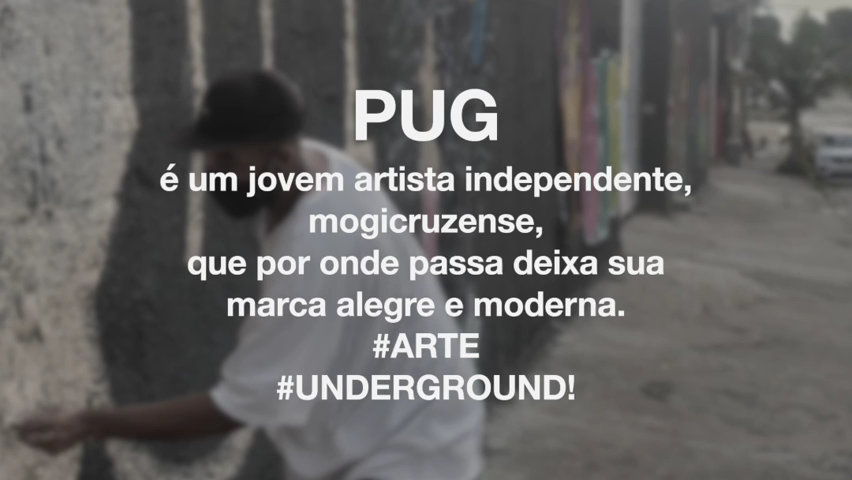 PUG
é um jovem artista independente,
mogicruzense,
que por onde passa deixa sua
marca alegre e moderna.
#ARTE
#UNDERGROUND!